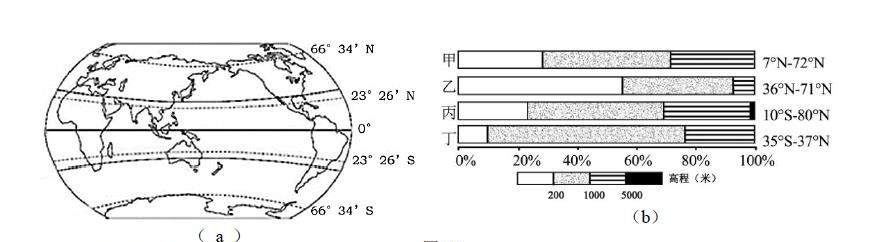 66° 34' N
23° 26' N
0°
23° 26' S
66° 34' S
( a )
甲 7°N-72°N
乙 36°N-71°N
丙 10°S-80°N
丁 35°S-37°N
0% 20% 40% 60% 80% 100%
高程（米）
200 1000 5000
（b）